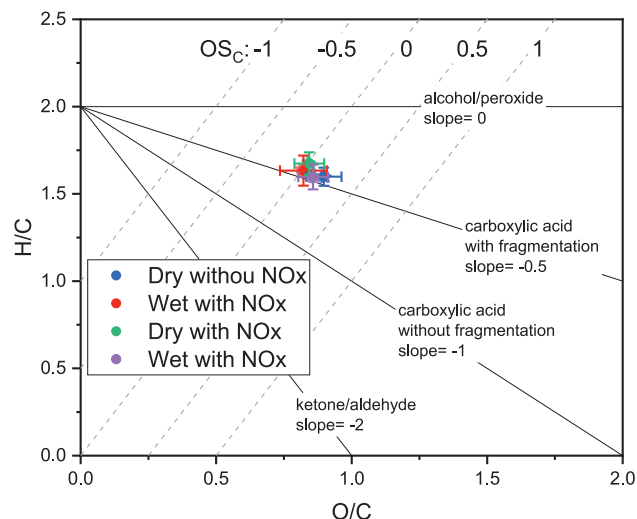 2.5
OS_C: -1 -0.5 0 0.5 1
2.0
alcohol/peroxide
slope= 0
1.5
H/C
carboxylic acid
with fragmentation
slope= -0.5
1.0
Dry withou NOx
Wet with NOx
Dry with NOx
Wet with NOx
carboxylic acid
without fragmentation
slope= -1
0.5
ketone/aldehyde
slope= -2
0.0
0.0 0.5 1.0 1.5 2.0
O/C